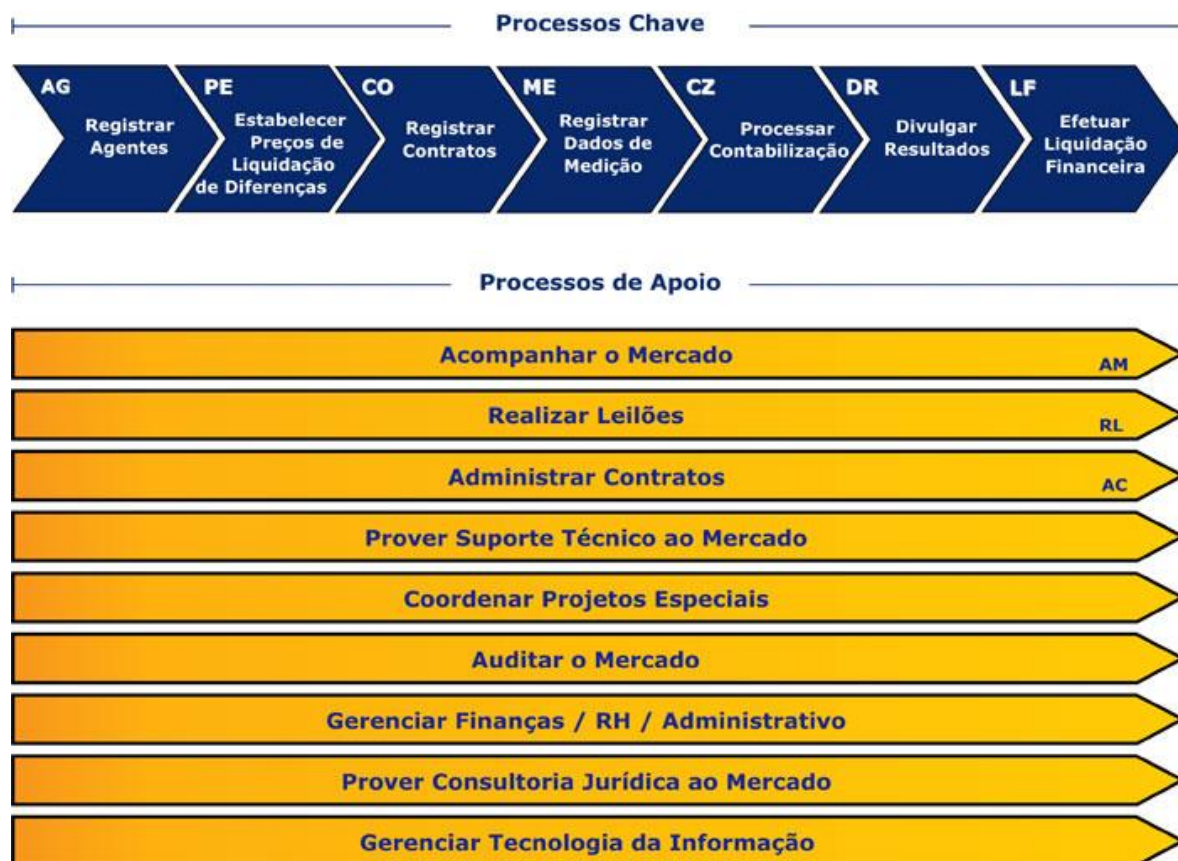 Processos Chave
AG
Registrar
Agentes
PE
Estabelecer
Preços de
Liquidação
de Diferenças
CO
Registrar
Contratos
ME
Registrar
Dados de
Medição
CZ
Processar
Contabilização
DR
Divulgar
Resultados
LF
Efetuar
Liquidação
Financeira
Processos de Apoio
Acompanhar o Mercado
AM
Realizar Leilões
RL
Administrar Contratos
AC
Prover Suporte Técnico ao Mercado
Coordenar Projetos Especiais
Auditar o Mercado
Gerenciar Finanças / RH / Administrativo
Prover Consultoria Jurídica ao Mercado
Gerenciar Tecnologia da Informação